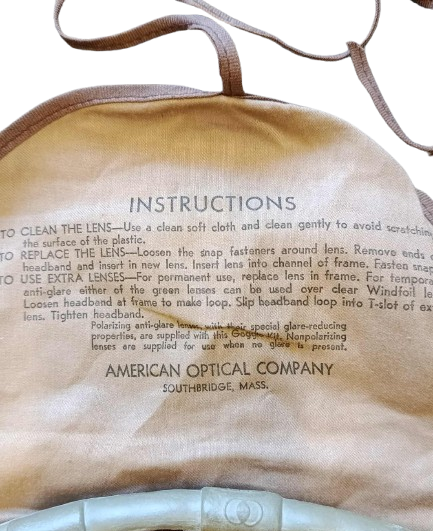 INSTRUCTIONS
TO CLEAN THE LENS—Use a clean soft cloth and clean gently to avoid scratching
the surface of the plastic.
TO REPLACE THE LENS—Loosen the snap fasteners around lens. Remove ends
headband and insert in new lens. Insert lens into channel of frame. Fasten snap
TO USE EXTRA LENSES—For permanent use, replace lens in frame. For tempora
anti-glare either of the green lenses can be used over clear Windfoil le
Loosen headband at frame to make loop. Slip headband loop into T-slot of ex
lens. Tighten headband.
Polarizing anti-glare lenses, with their special glare-reducing
properties, are supplied with this Goggle Kit. Nonpolarizing
lenses are supplied for use when no glare is present.
AMERICAN OPTICAL COMPANY
SOUTHBRIDGE, MASS.